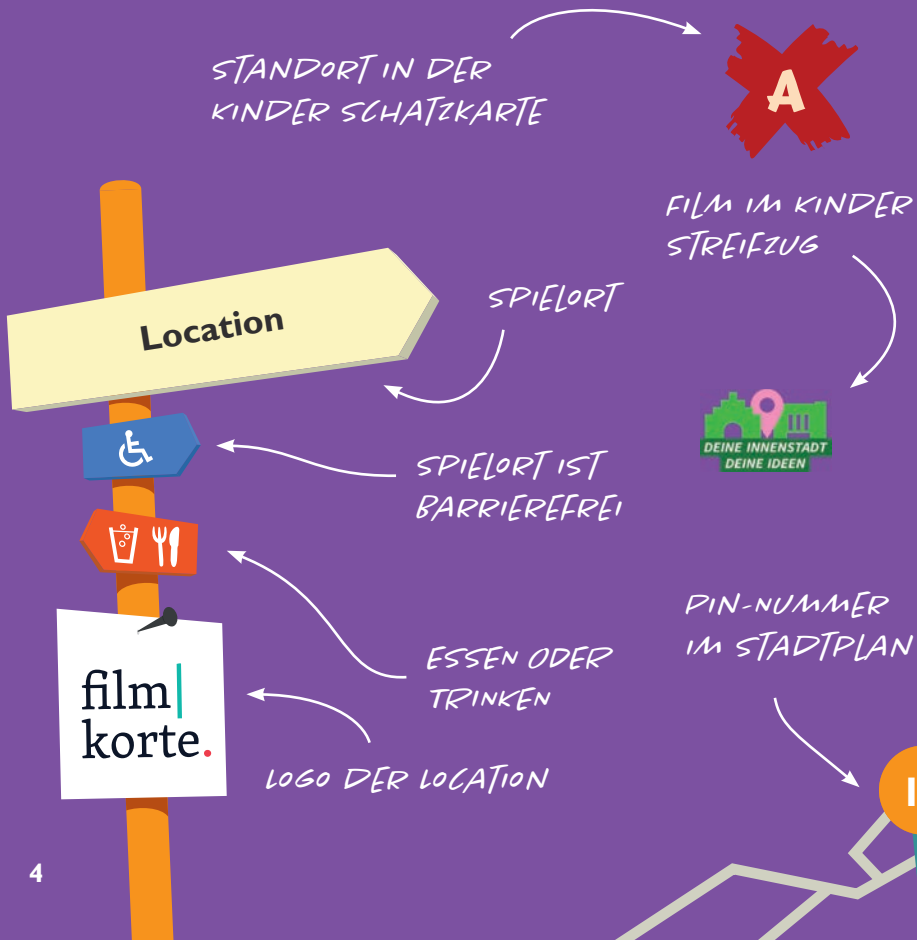 STANDORT IN DER
KINDER SCHATZKARTE
A
FILM IM KINDER
STREIFZUG
Location
SPIELORT
DEINE INNENSTADT
DEINE IDEEN
SPIELORT IST
BARRIEREFREI
PIN-NUMMER
IM STADTPLAN
ESSEN ODER
TRINKEN
film|
korte.
LOGO DER LOCATION
4